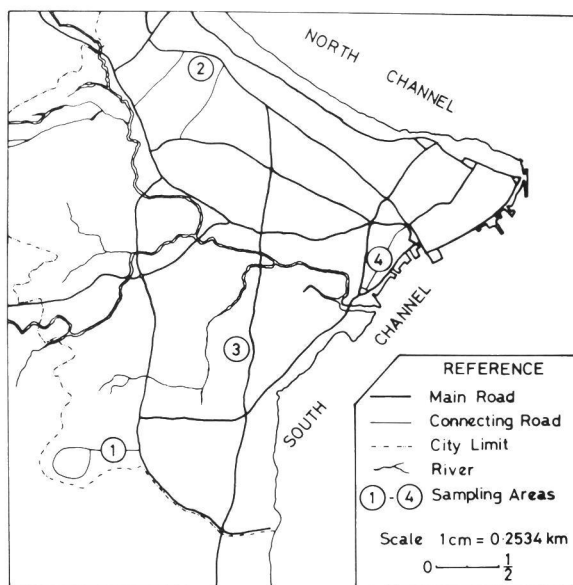 NORTH CHANNEL
2
4
3
1
SOUTH CHANNEL
REFERENCE
Main Road
Connecting Road
City Limit
River
1 - 4 Sampling Areas
Scale 1cm = 0·2534 km
0 1/2